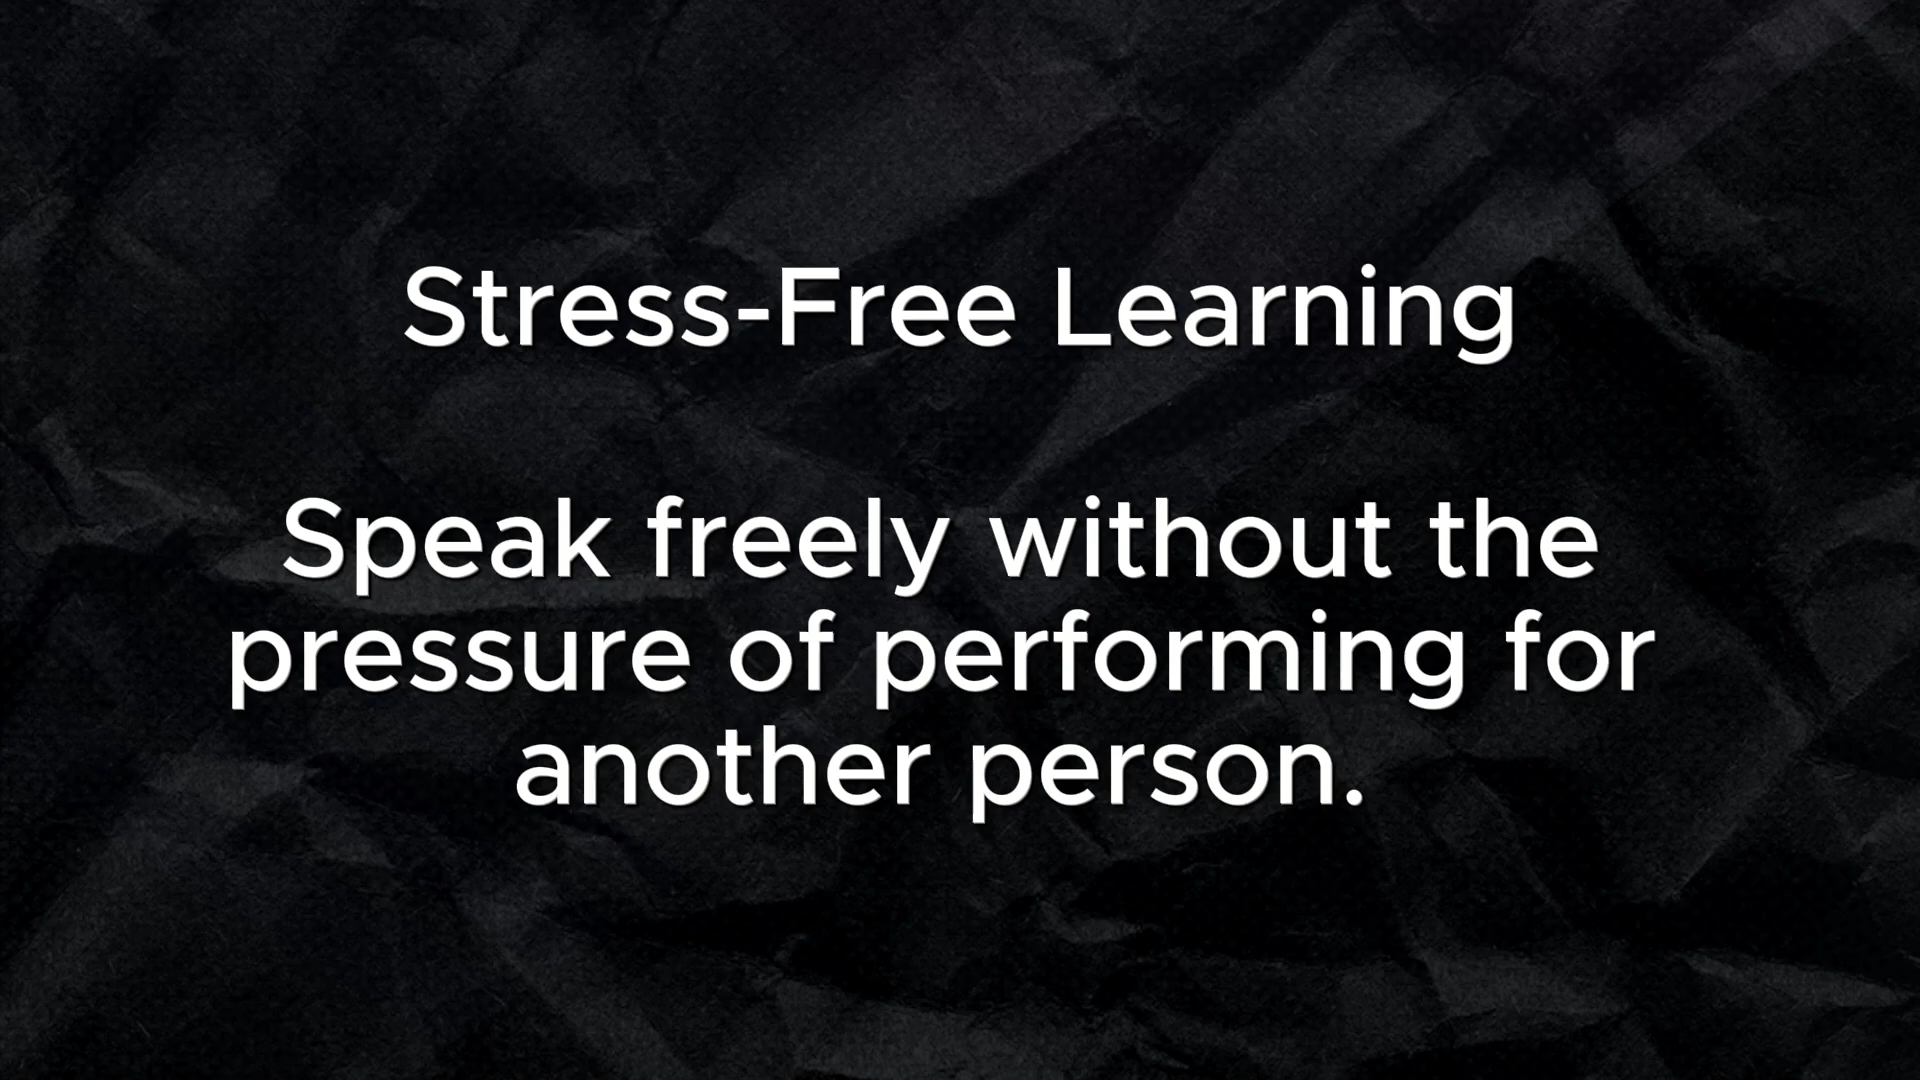 Stress-Free Learning
Speak freely without the
pressure of performing for
another person.